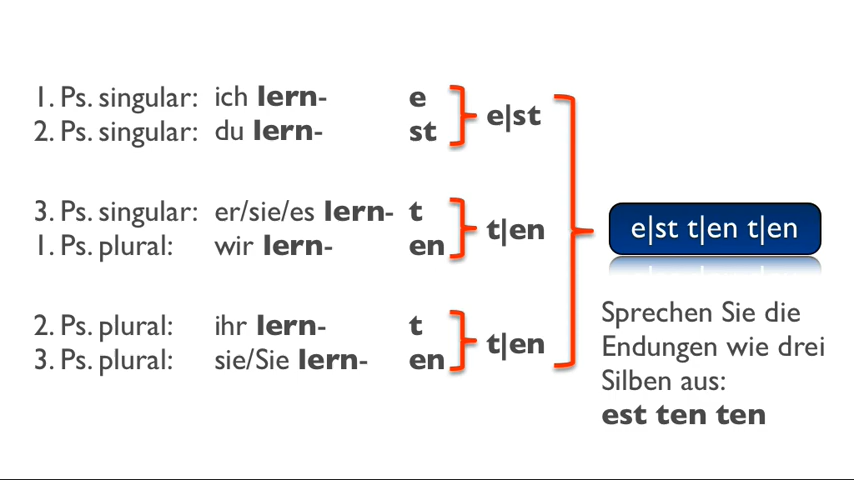 1. Ps. singular: ich lern- e
2. Ps. singular: du lern- st
e|st
3. Ps. singular: er/sie/es lern- t
1. Ps. plural: wir lern- en
t|en
2. Ps. plural: ihr lern- t
3. Ps. plural: sie/Sie lern- en
t|en
e|st t|en t|en
Sprechen Sie die
Endungen wie drei
Silben aus:
est ten ten